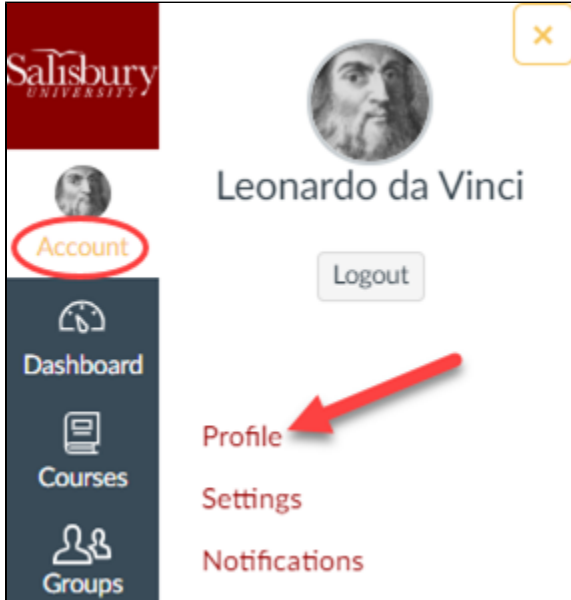 Salisbury
UNIVERSITY
Account
Dashboard
Courses
Groups
×
Leonardo da Vinci
Logout
Profile
Settings
Notifications